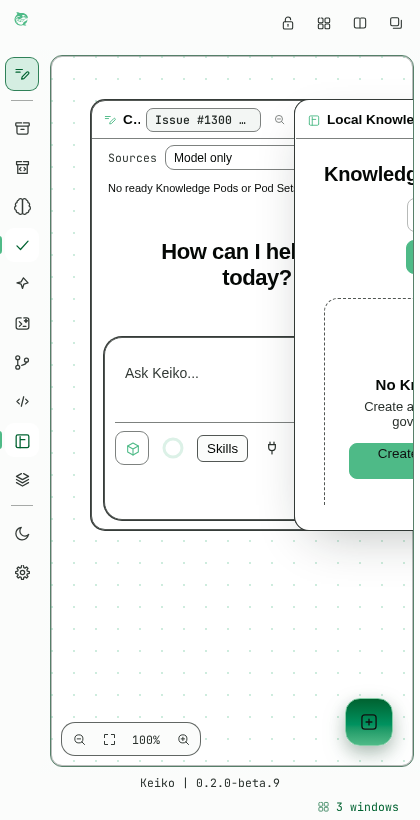 C..
Issue #1300 …
Local Knowle
Sources
Model only
No ready Knowledge Pods or Pod Set
Knowledg
How can I hel
today?
Ask Keiko...
Skills
No Kn
Create a
gov
Create
100%
Keiko | 0.2.0-beta.9
3 windows